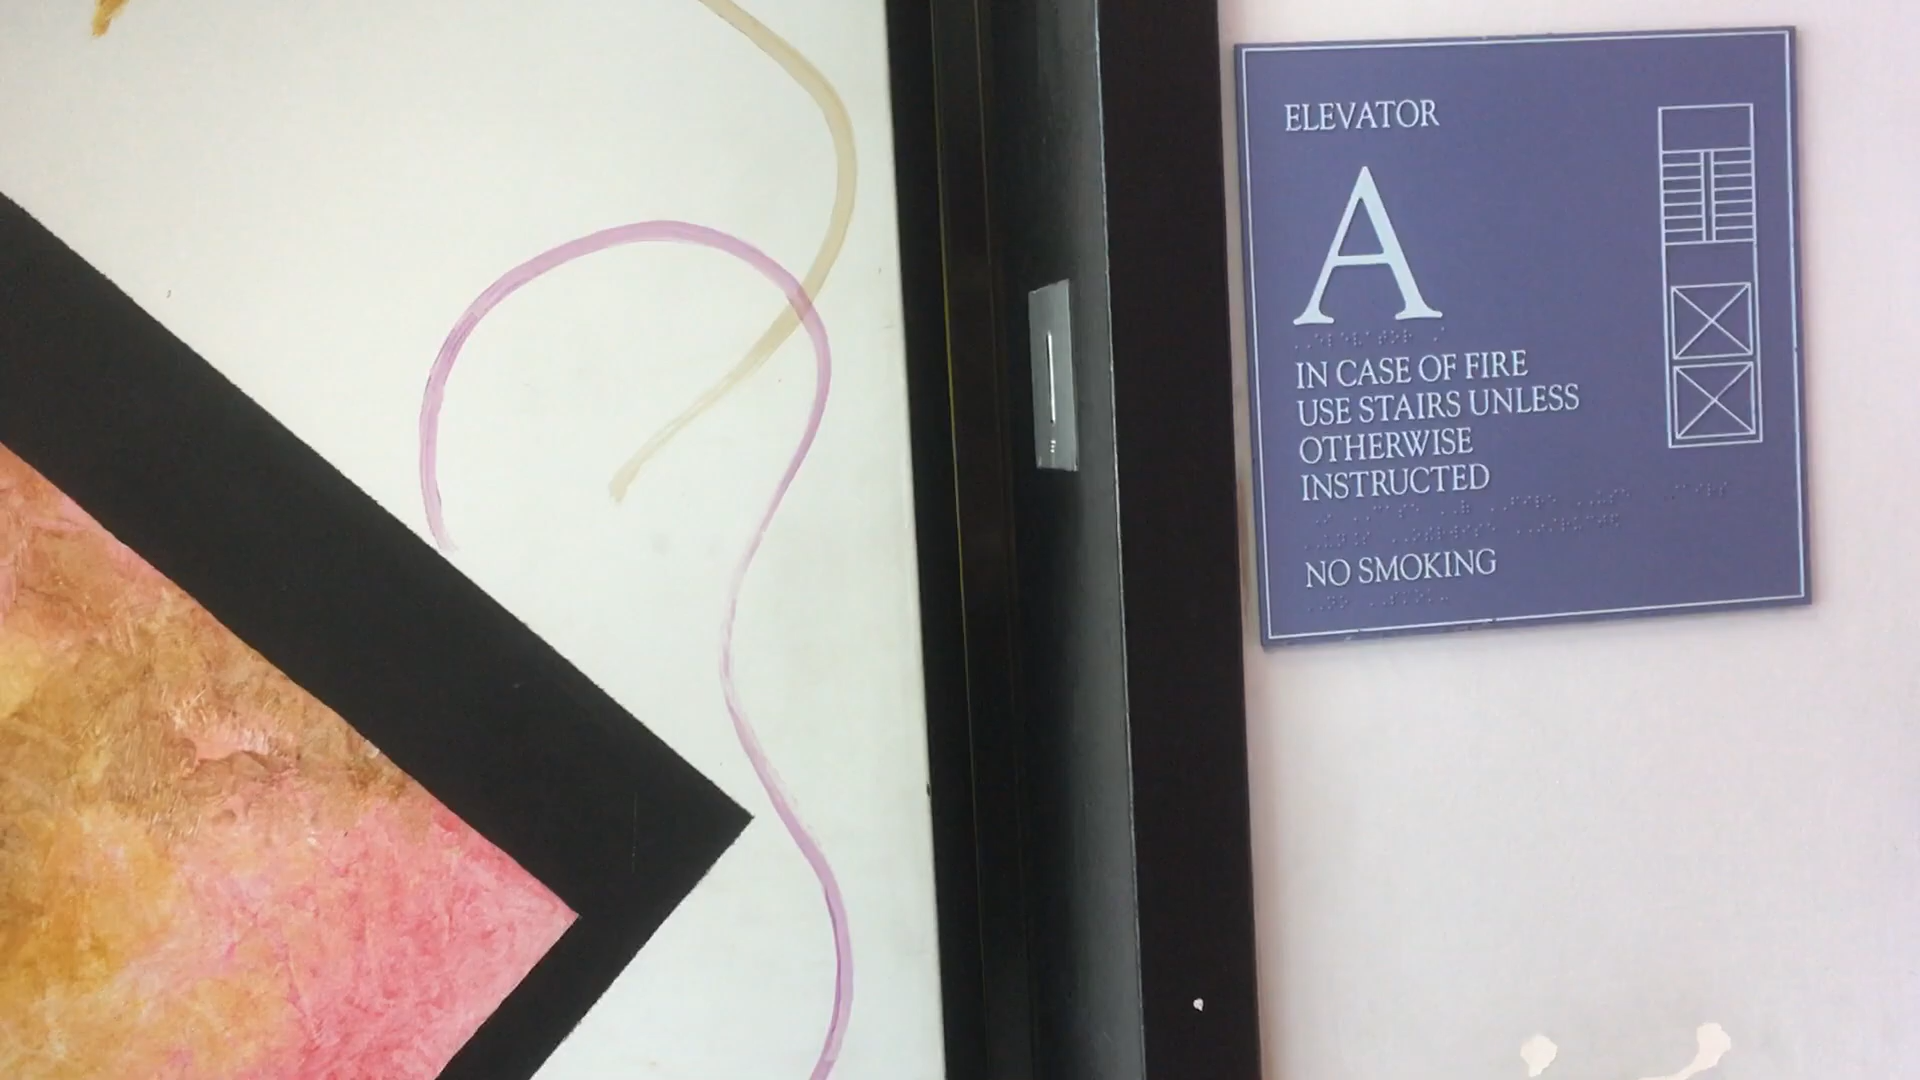 ELEVATOR
A
IN CASE OF FIRE
USE STAIRS UNLESS
OTHERWISE
INSTRUCTED
NO SMOKING